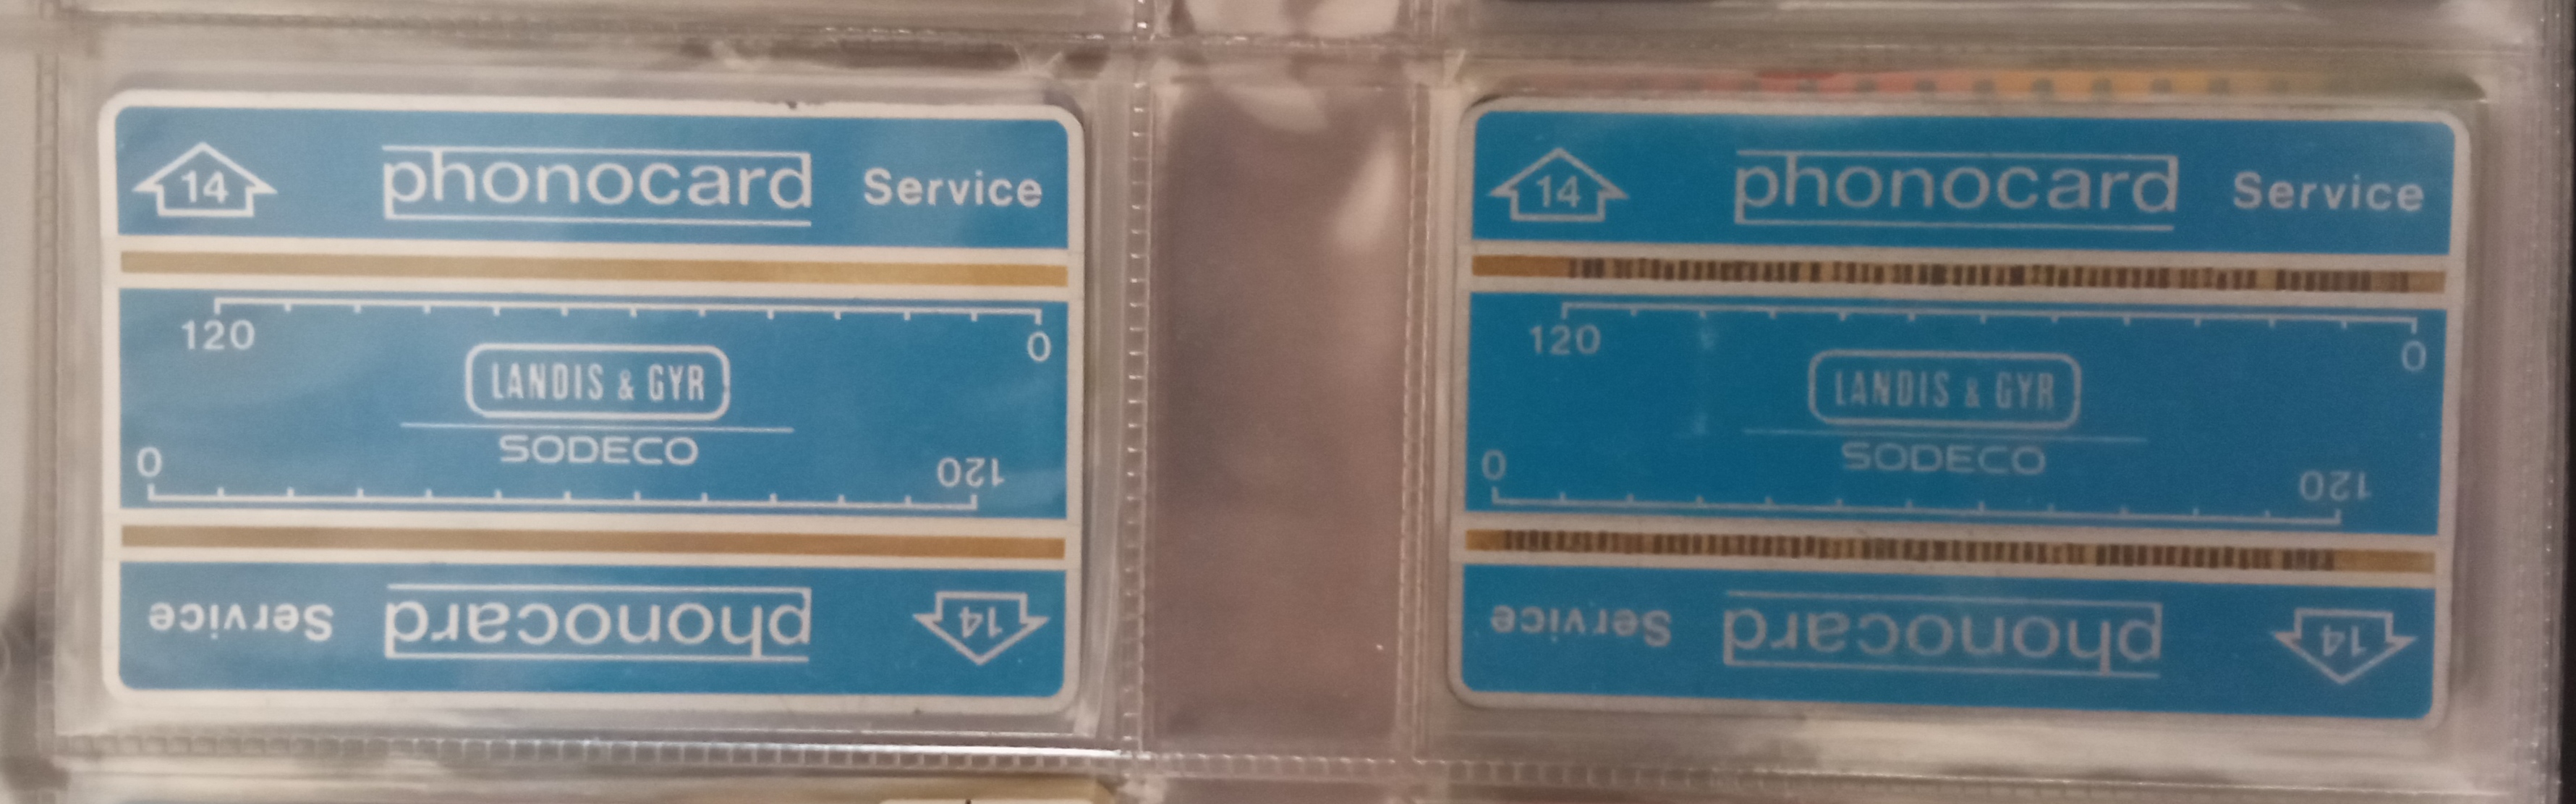 14 phonocard Service
120 0
LANDIS & GYR
SODECO
0 120
14 phonocard Service
14 phonocard Service
120 0
LANDIS & GYR
SODECO
0 120
14 phonocard Service